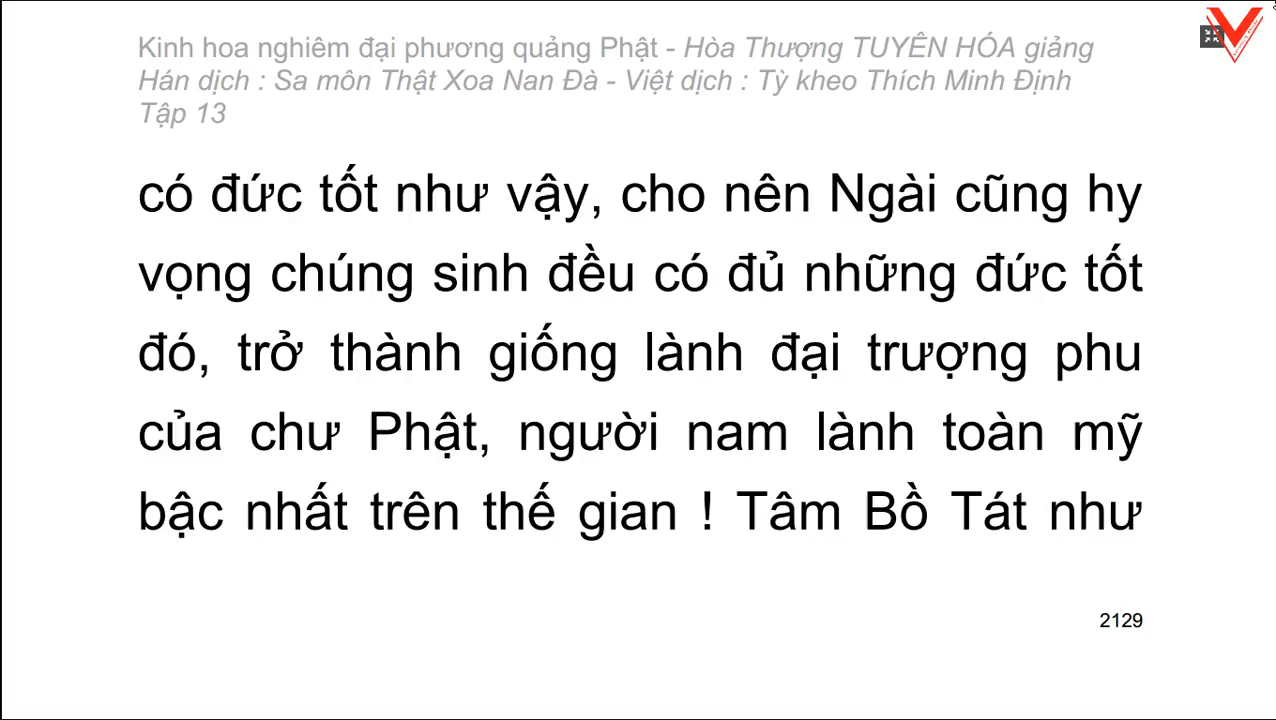 Kinh hoa nghiêm đại phương quảng Phật - Hòa Thượng TUYÊN HÓA giảng
Hán dịch : Sa môn Thật Xoa Nan Đà - Việt dịch : Tỳ kheo Thích Minh Định
Tập 13
có đức tốt như vậy, cho nên Ngài cũng hy
vọng chúng sinh đều có đủ những đức tốt
đó, trở thành giống lành đại trượng phu
của chư Phật, người nam lành toàn mỹ
bậc nhất trên thế gian ! Tâm Bồ Tát như
2129